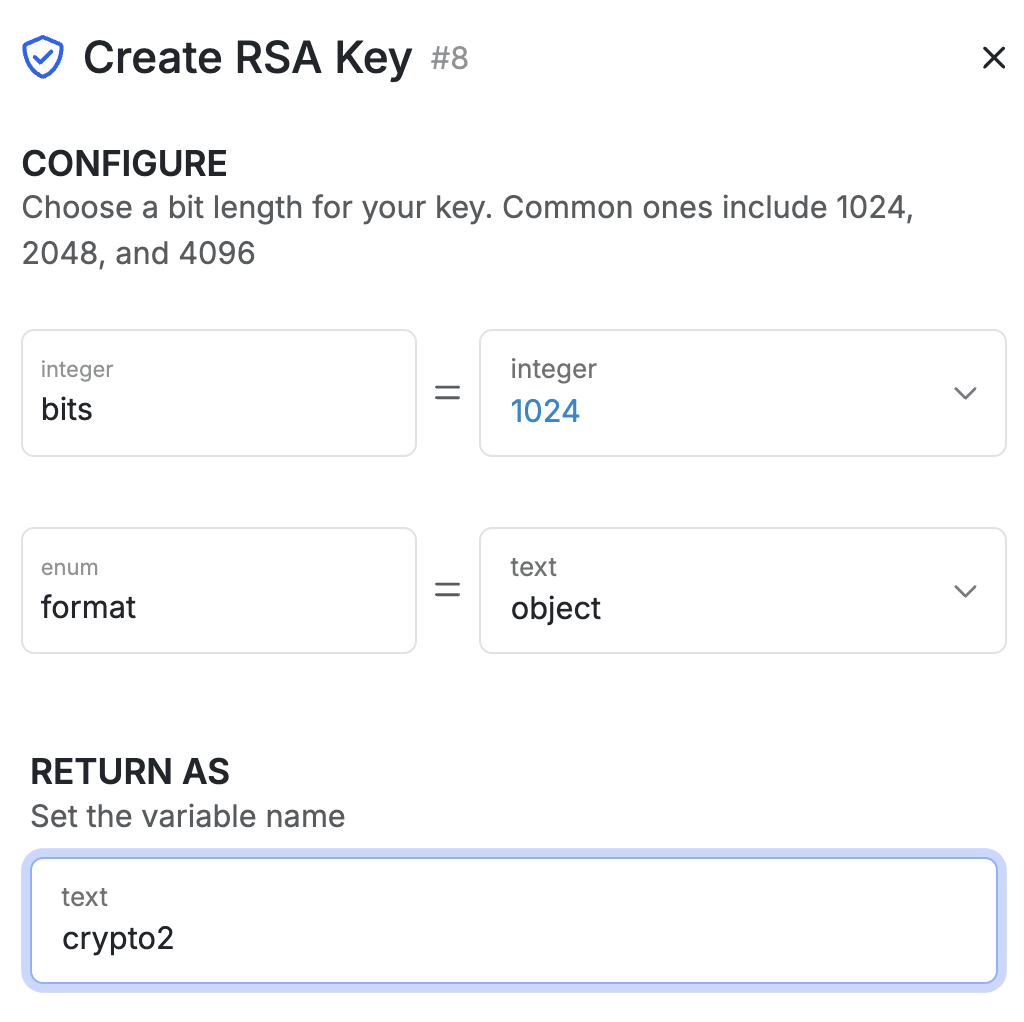 Create RSA Key #8
CONFIGURE
Choose a bit length for your key. Common ones include 1024,
2048, and 4096
integer
bits
=
integer
1024
enum
format
=
text
object
RETURN AS
Set the variable name
text
crypto2